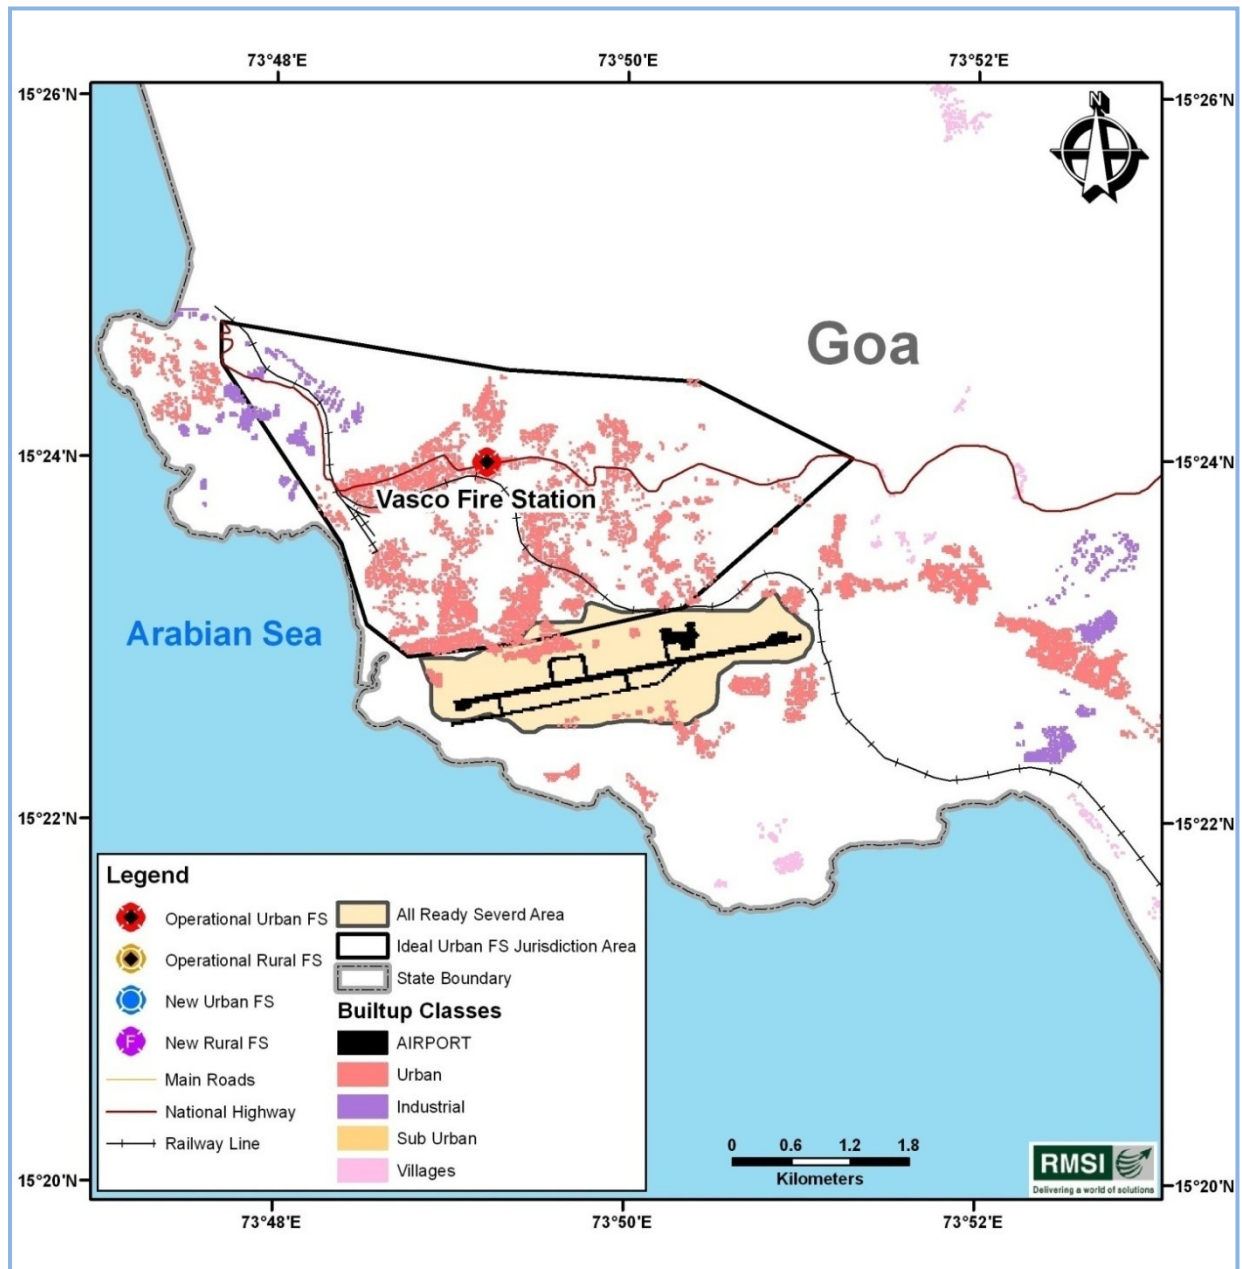 73°48'E 73°50'E 73°52'E
15°26'N 15°26'N
N
Goa
15°24'N 15°24'N
Vasco Fire Station
Arabian Sea
15°22'N 15°22'N
Legend
Operational Urban FS
Operational Rural FS
New Urban FS
F New Rural FS
Main Roads
National Highway
Railway Line
All Ready Severd Area
Ideal Urban FS Jurisdiction Area
State Boundary
Builtup Classes
AIRPORT
Urban
Industrial
Sub Urban
Villages
0 0.6 1.2 1.8
Kilometers
RMSI
Delivering a world of solutions
15°20'N 15°20'N
73°48'E 73°50'E 73°52'E